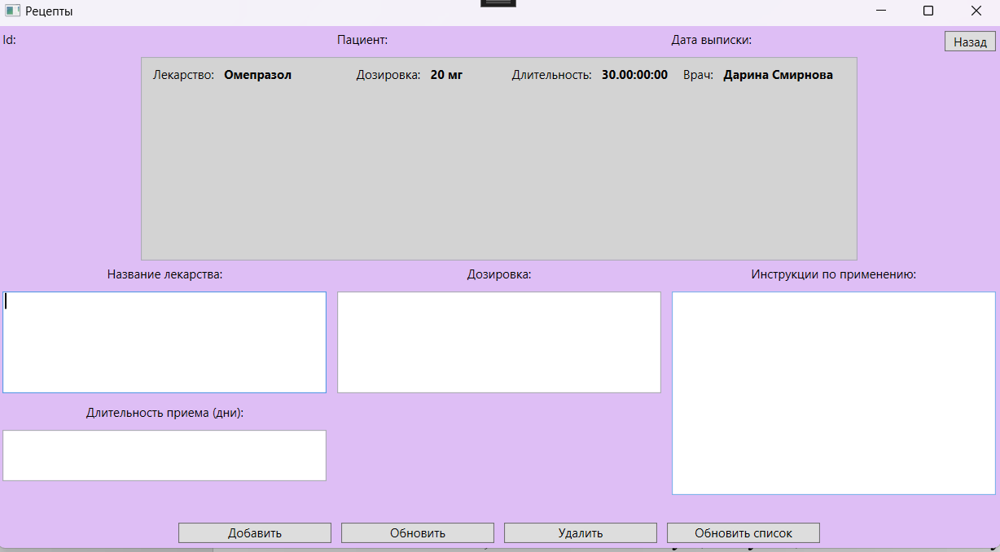 Рецепты
Id: Пациент: Дата выписки: Назад
Лекарство: Омепразол Дозировка: 20 мг Длительность: 30.00:00:00 Врач: Дарина Смирнова
Название лекарства: Дозировка: Инструкции по применению:
Длительность приема (дни):
Добавить Обновить Удалить Обновить список